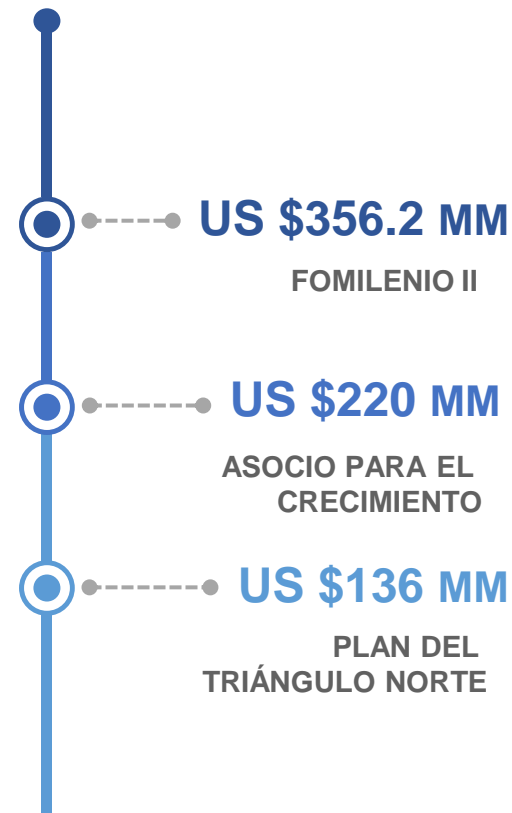 US $356.2 MM
FOMILENIO II
US $220 MM
ASOCIO PARA EL
CRECIMIENTO
US $136 MM
PLAN DEL
TRIÁNGULO NORTE